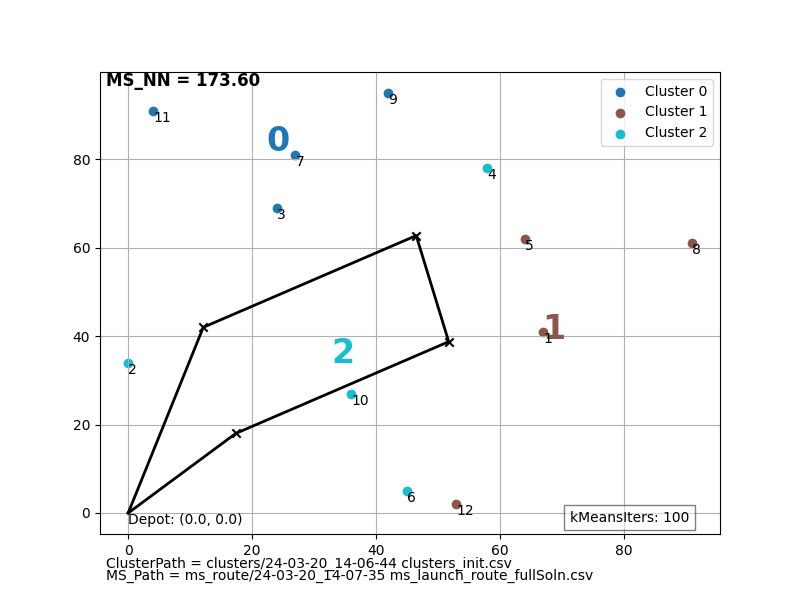 MS_NN = 173.60
Cluster 0
Cluster 1
Cluster 2
9
11
0
7
4
3
5
8
1
1
2
2
10
6
12
Depot: (0.0, 0.0)
kMeansIters: 100
80
60
40
20
0
0 20 40 60 80
ClusterPath = clusters/24-03-20_14-06-44 clusters_init.csv
MS_Path = ms_route/24-03-20_14-07-35 ms_launch_route_fullSoln.csv